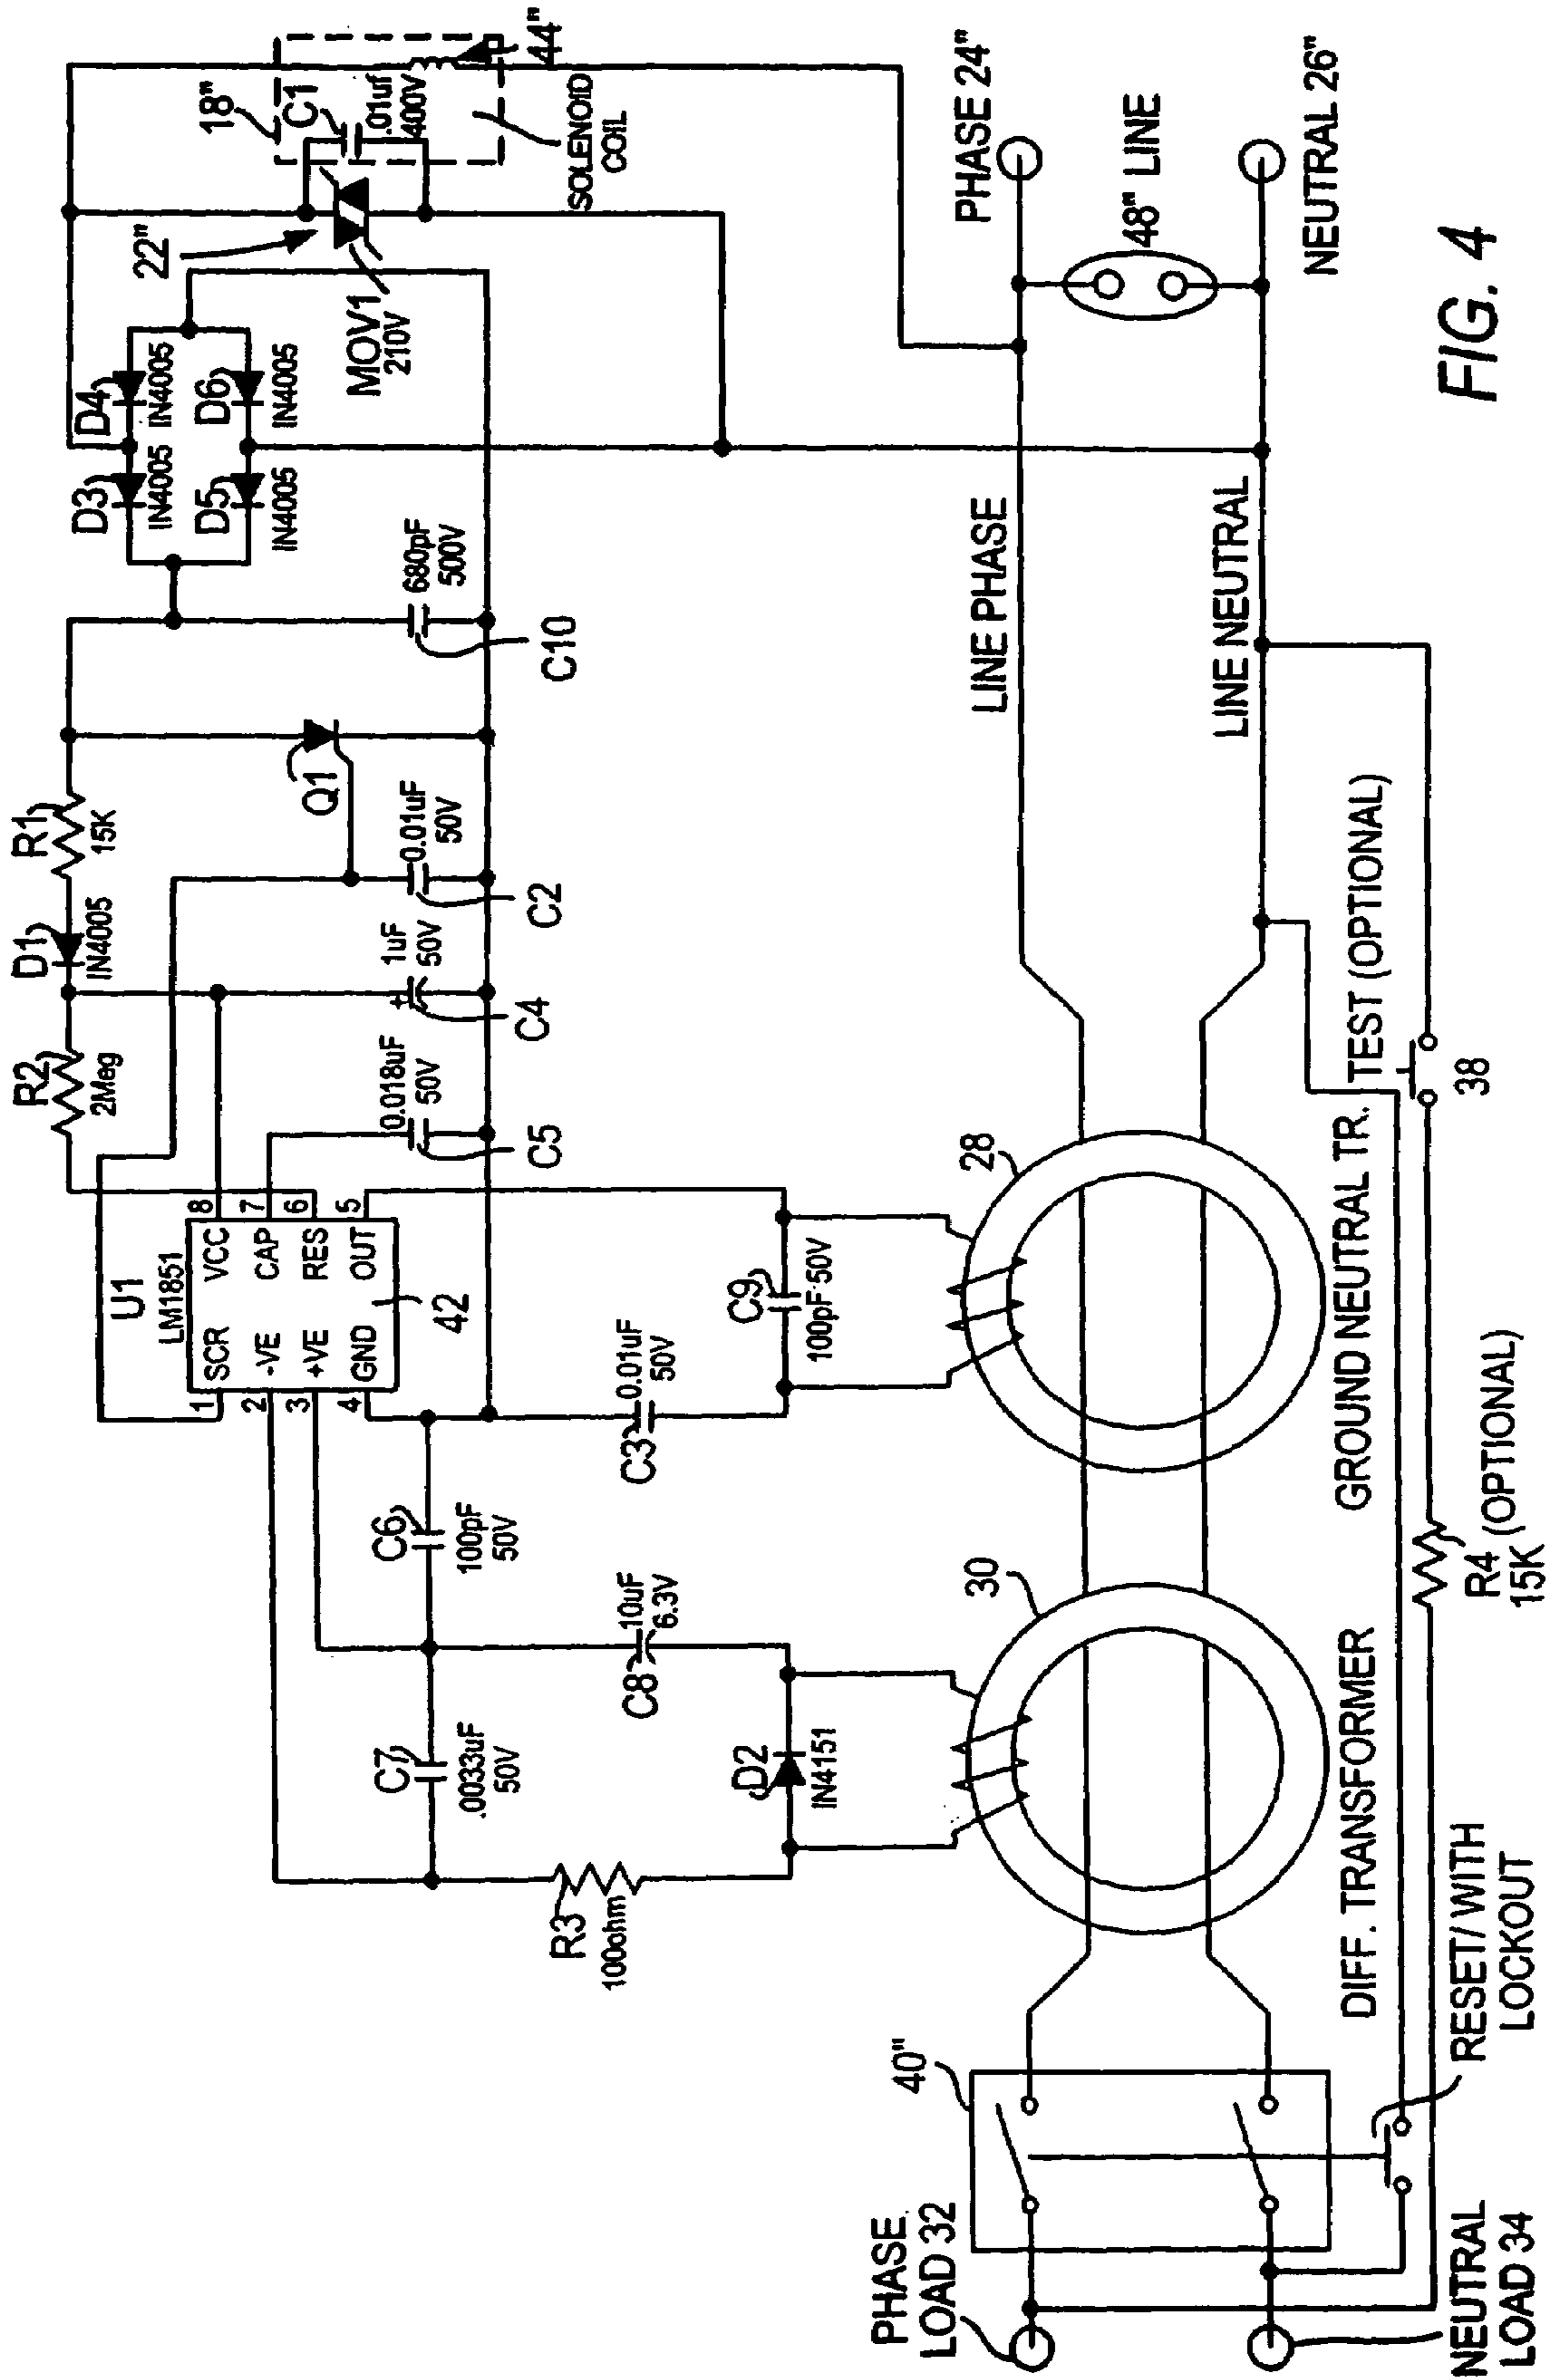 18"
C1
.01uf
400V
44"
SOLENOID
COIL
22"
MOV1
210V
D4
IN4005
D6
IN4005
D3
IN4005
D5
IN4005
680pF
500V
C10
Q1
R1
15K
D1
IN4005
0.01uF
50V
C2
1uF
50V
+
C4
R2
2Meg
0.018uF
50V
C5
U1
LM1851
SCR
VCC
-VE
CAP
+VE
RES
GND
OUT
1
2
3
4
8
7
6
5
42
C6
100pF
50V
C3
0.01uF
50V
C9
100pF 50V
C7
.0033uF
50V
C8
10uF
6.3V
D2
IN4151
R3
100ohm
PHASE 24"
48" LINE
NEUTRAL 26"
LINE PHASE
LINE NEUTRAL
28
GROUND NEUTRAL TR.
TEST (OPTIONAL)
38
30
DIFF. TRANSFORMER
R4 (OPTIONAL)
15K
40"
RESET/WITH
LOCKOUT
PHASE
LOAD 32
NEUTRAL
LOAD 34
FIG. 4